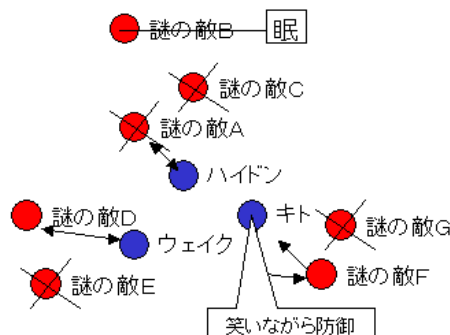 謎の敵B
眠
謎の敵C
謎の敵A
ハイドン
謎の敵D
キト
謎の敵G
ウェイク
謎の敵E
謎の敵F
笑いながら防御